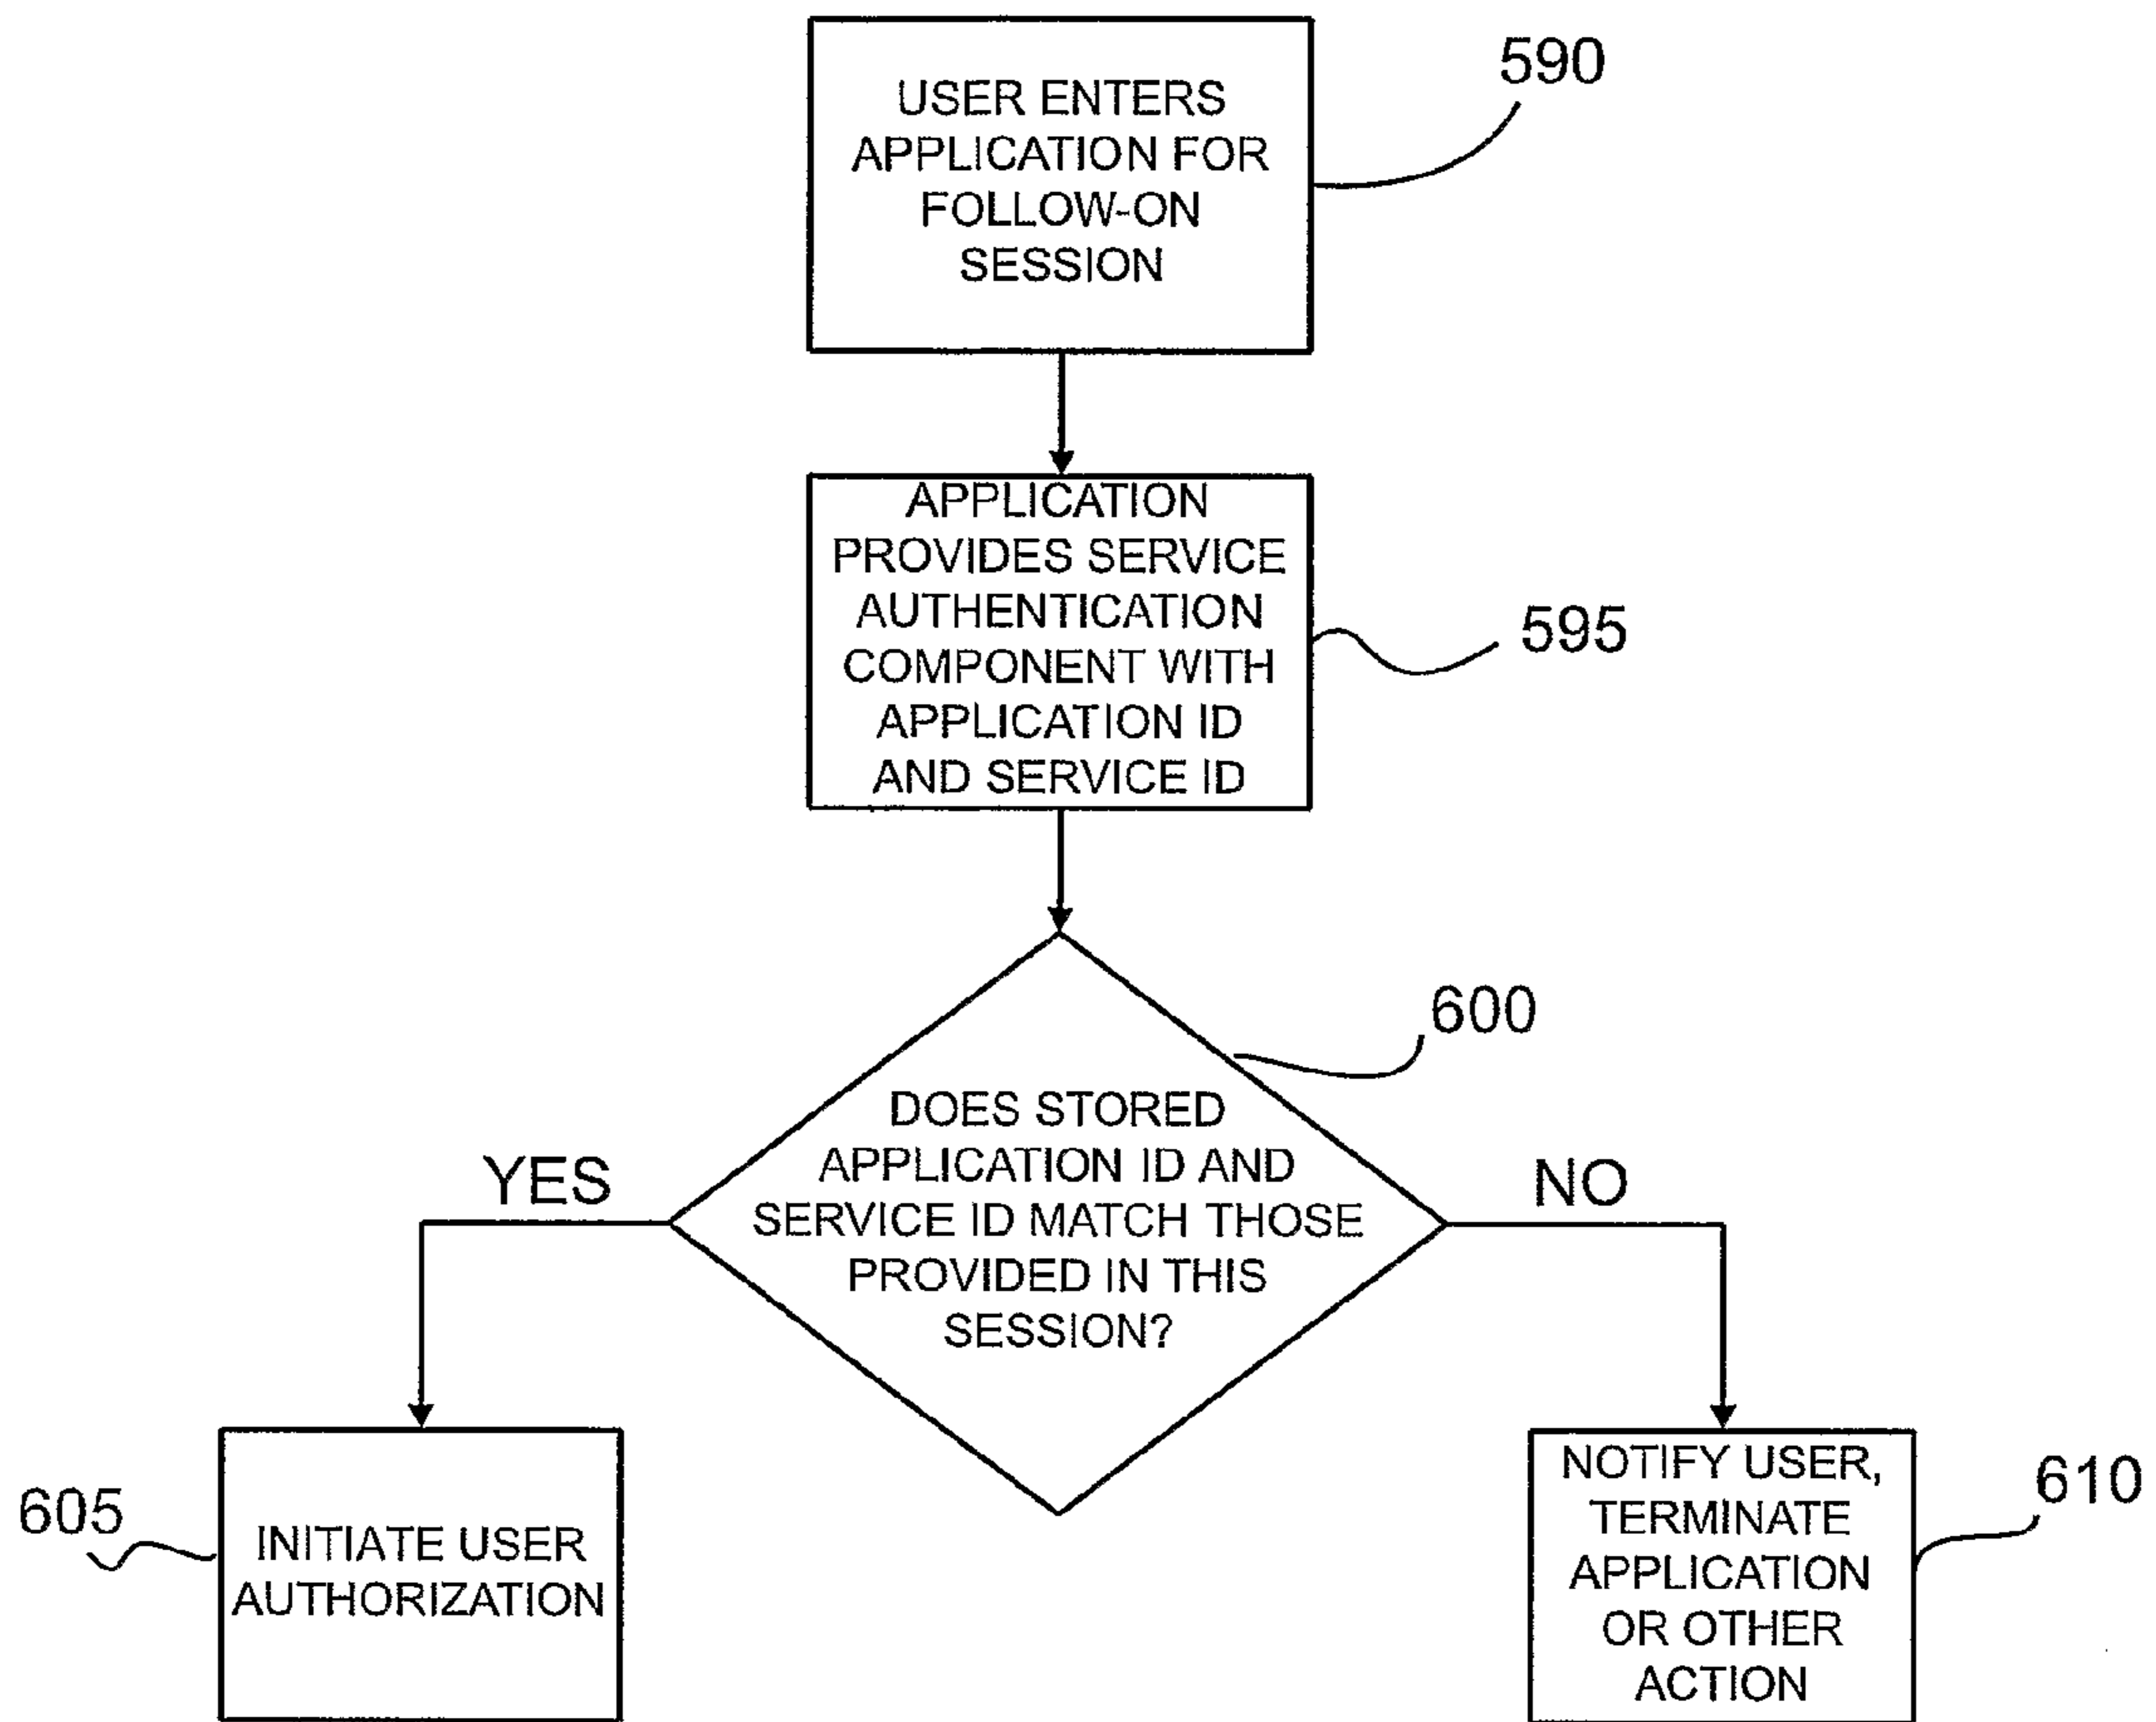 USER ENTERS
APPLICATION FOR
FOLLOW-ON
SESSION
590
APPLICATION
PROVIDES SERVICE
AUTHENTICATION
COMPONENT WITH
APPLICATION ID
AND SERVICE ID
595
600
DOES STORED
APPLICATION ID AND
SERVICE ID MATCH THOSE
PROVIDED IN THIS
SESSION?
YES
NO
605
INITIATE USER
AUTHORIZATION
NOTIFY USER,
TERMINATE
APPLICATION
OR OTHER
ACTION
610